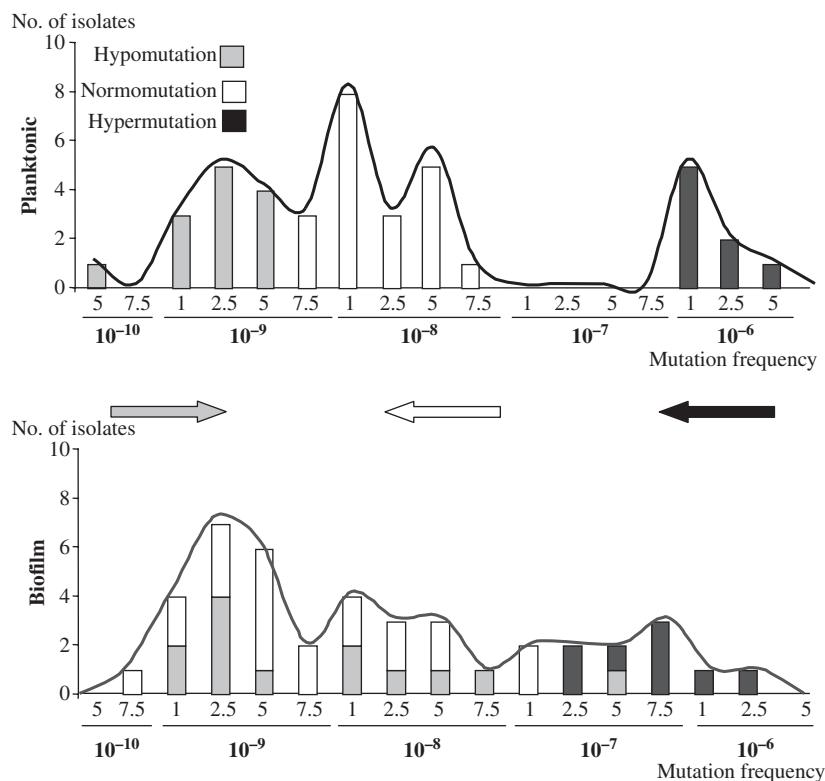 No. of isolates
10
8
6
4
2
0
Planktonic
Hypomutation
Normomutation
Hypermutation
5 7.5 1 2.5 5 7.5 1 2.5 5 7.5 1 2.5 5 7.5 1 2.5 5
10⁻¹⁰ 10⁻⁹ 10⁻⁸ 10⁻⁷ 10⁻⁶
Mutation frequency
No. of isolates
10
8
6
4
2
0
Biofilm
5 7.5 1 2.5 5 7.5 1 2.5 5 7.5 1 2.5 5 7.5 1 2.5 5
10⁻¹⁰ 10⁻⁹ 10⁻⁸ 10⁻⁷ 10⁻⁶
Mutation frequency